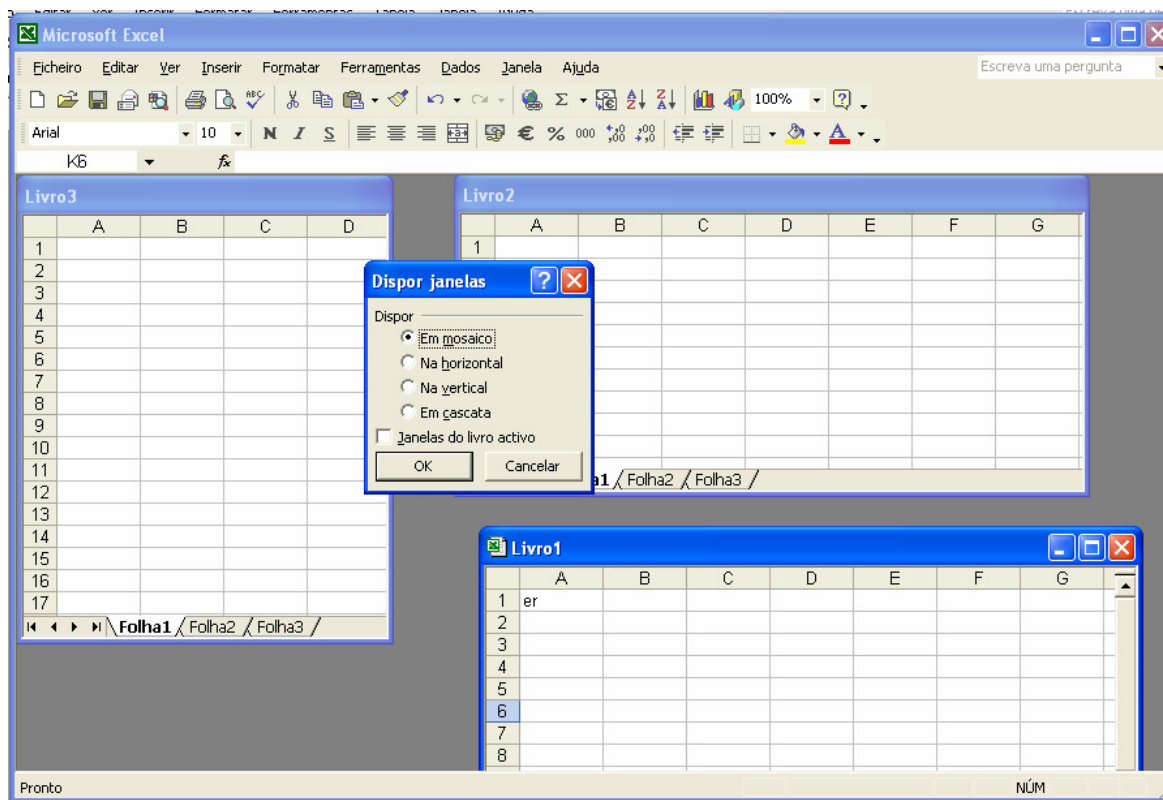 Microsoft Excel
Ficheiro Editar Ver Inserir Formatar Ferramentas Dados Janela Ajuda Escreva uma pergunta
ABC Σ A Z Z A 100% ?
Arial 10 N I S € % 000 ,00 ,00 A
K6 fx
Livro3
A B C D
1
2
3
4
5
6
7
8
9
10
11
12
13
14
15
16
17
Folha1 Folha2 Folha3
Livro2
A B C D E F G
1
Folha2 Folha3
Dispor janelas ?
Dispor
Em mosaico
Na horizontal
Na vertical
Em cascata
Janelas do livro activo
OK Cancelar
Livro1
A B C D E F G
1 er
2
3
4
5
6
7
8
Pronto NÚM